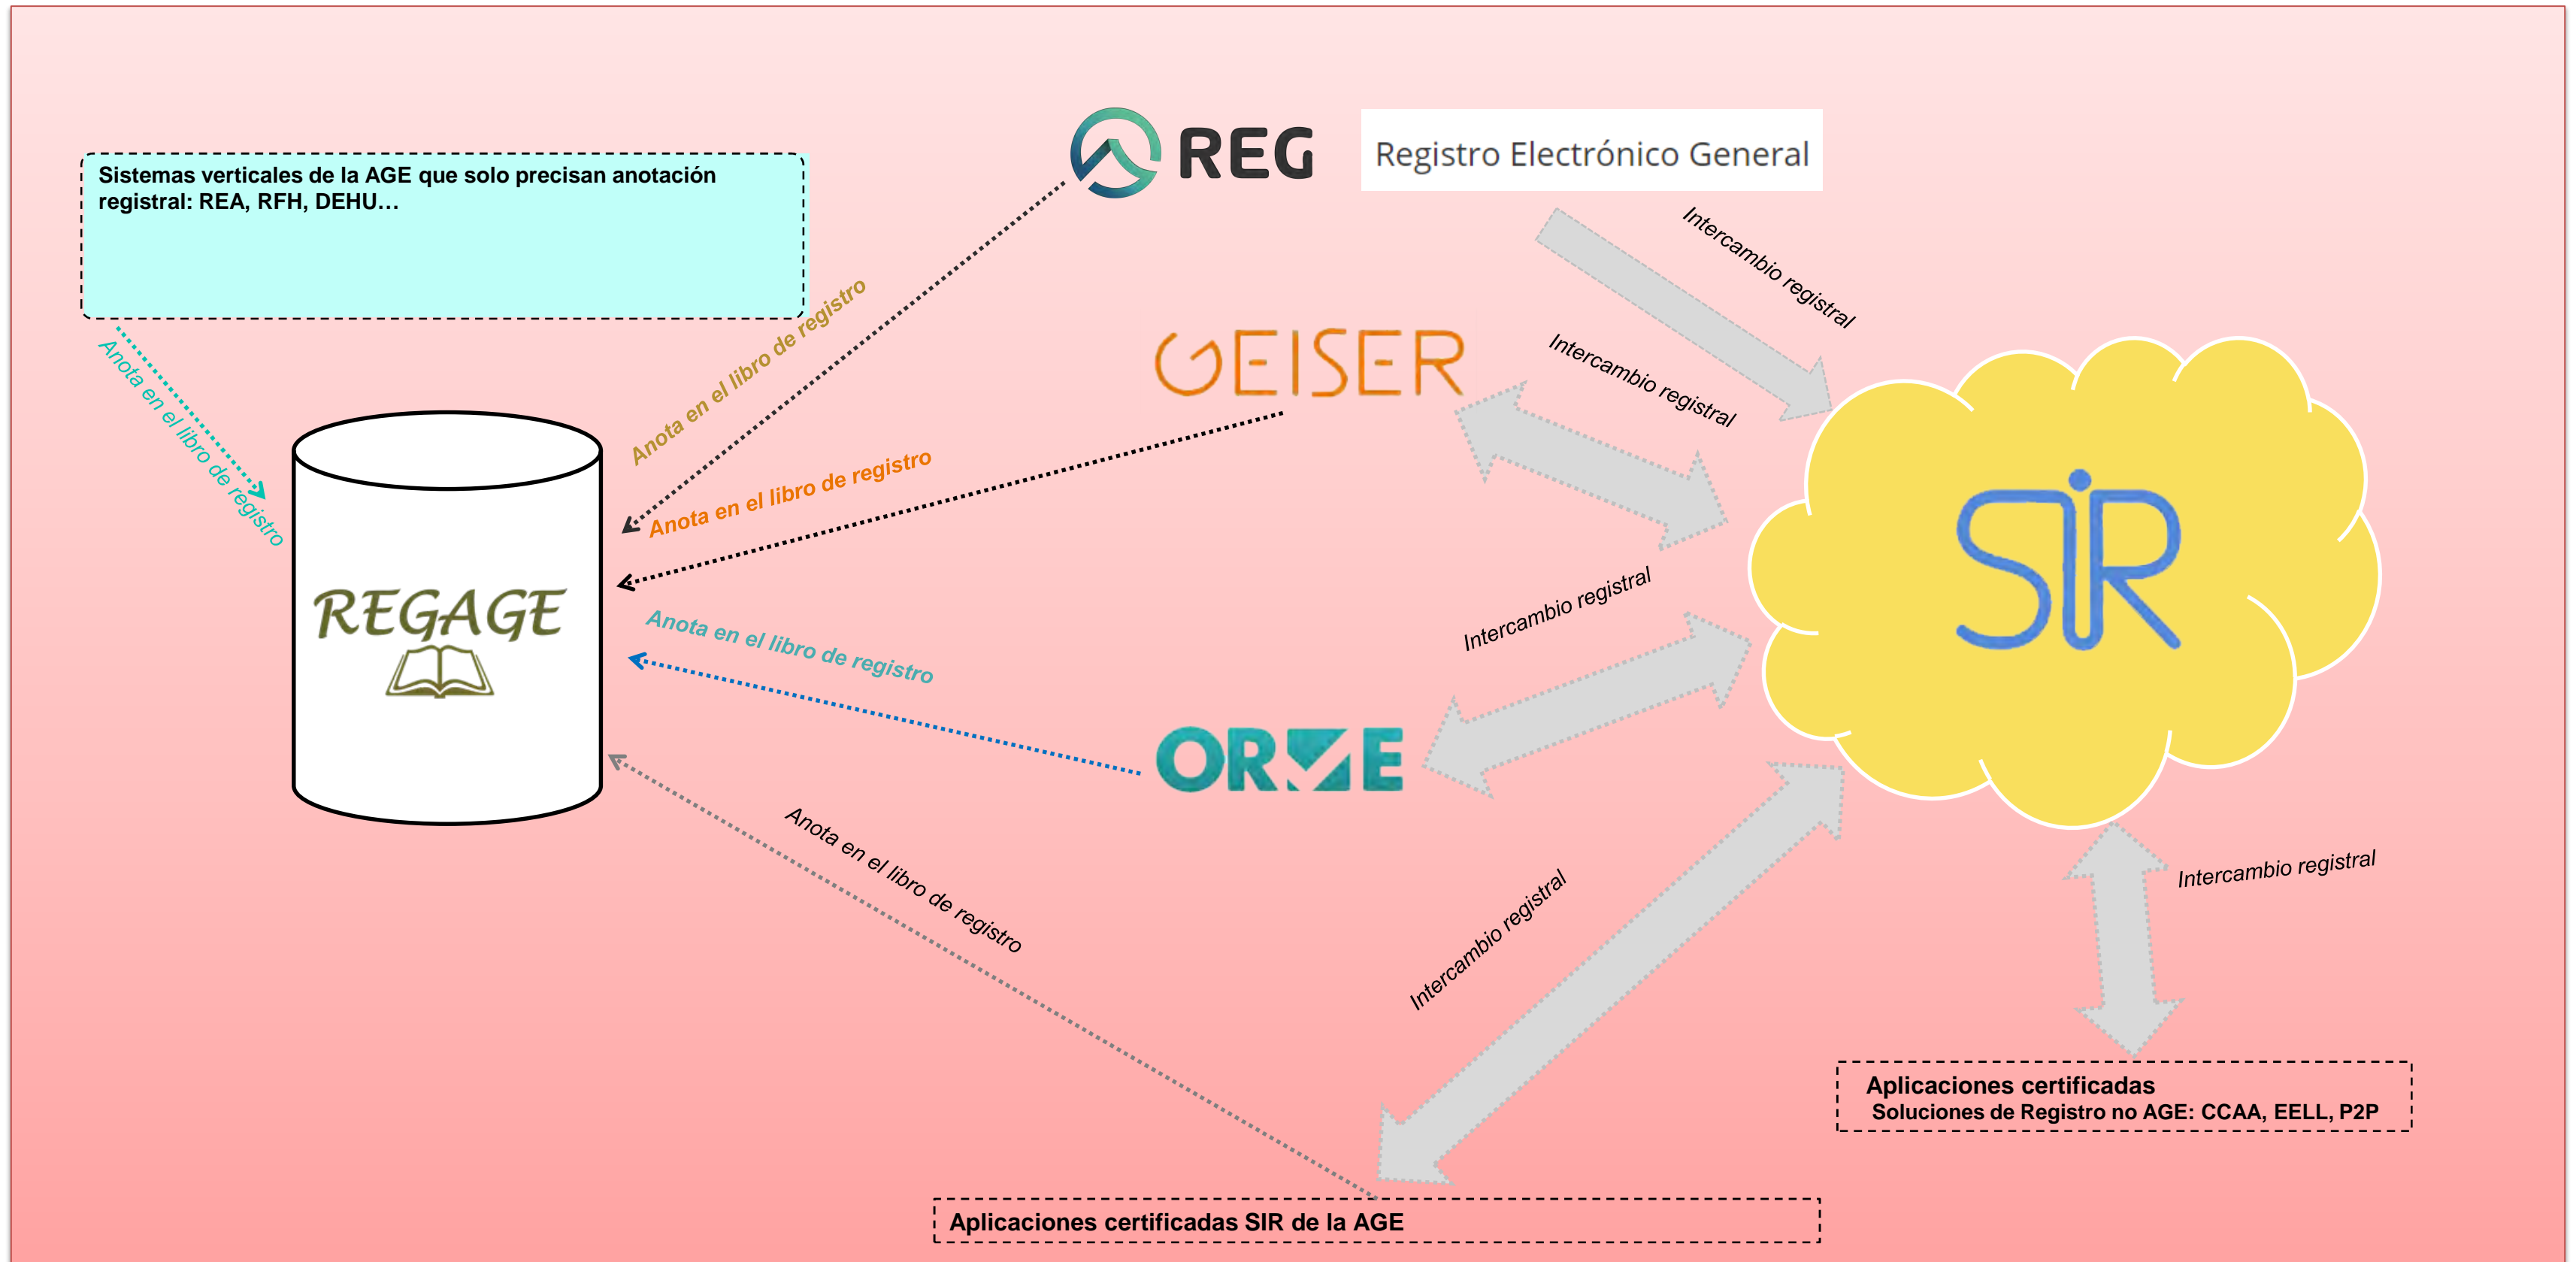 REG
Registro Electrónico General
Sistemas verticales de la AGE que solo precisan anotación
registral: REA, RFH, DEHU...
Intercambio registral
Anota en el libro de registro
Anota en el libro de registro
GEISER
Intercambio registral
Anota en el libro de registro
SIR
REGAGE
Anota en el libro de registro
Intercambio registral
ORVE
Anota en el libro de registro
Intercambio registral
Intercambio registral
Aplicaciones certificadas
Soluciones de Registro no AGE: CCAA, EELL, P2P
Aplicaciones certificadas SIR de la AGE